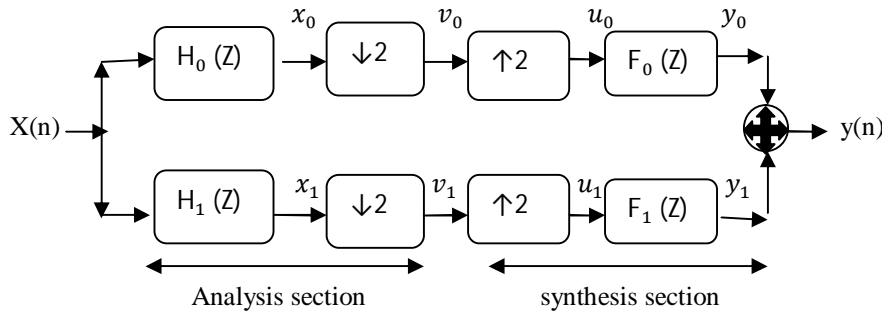 x₀ v₀ u₀ y₀
H₀ (Z) ↓2 ↑2 F₀ (Z)
X(n) y(n)
x₁ v₁ u₁ y₁
H₁ (Z) ↓2 ↑2 F₁ (Z)
Analysis section synthesis section